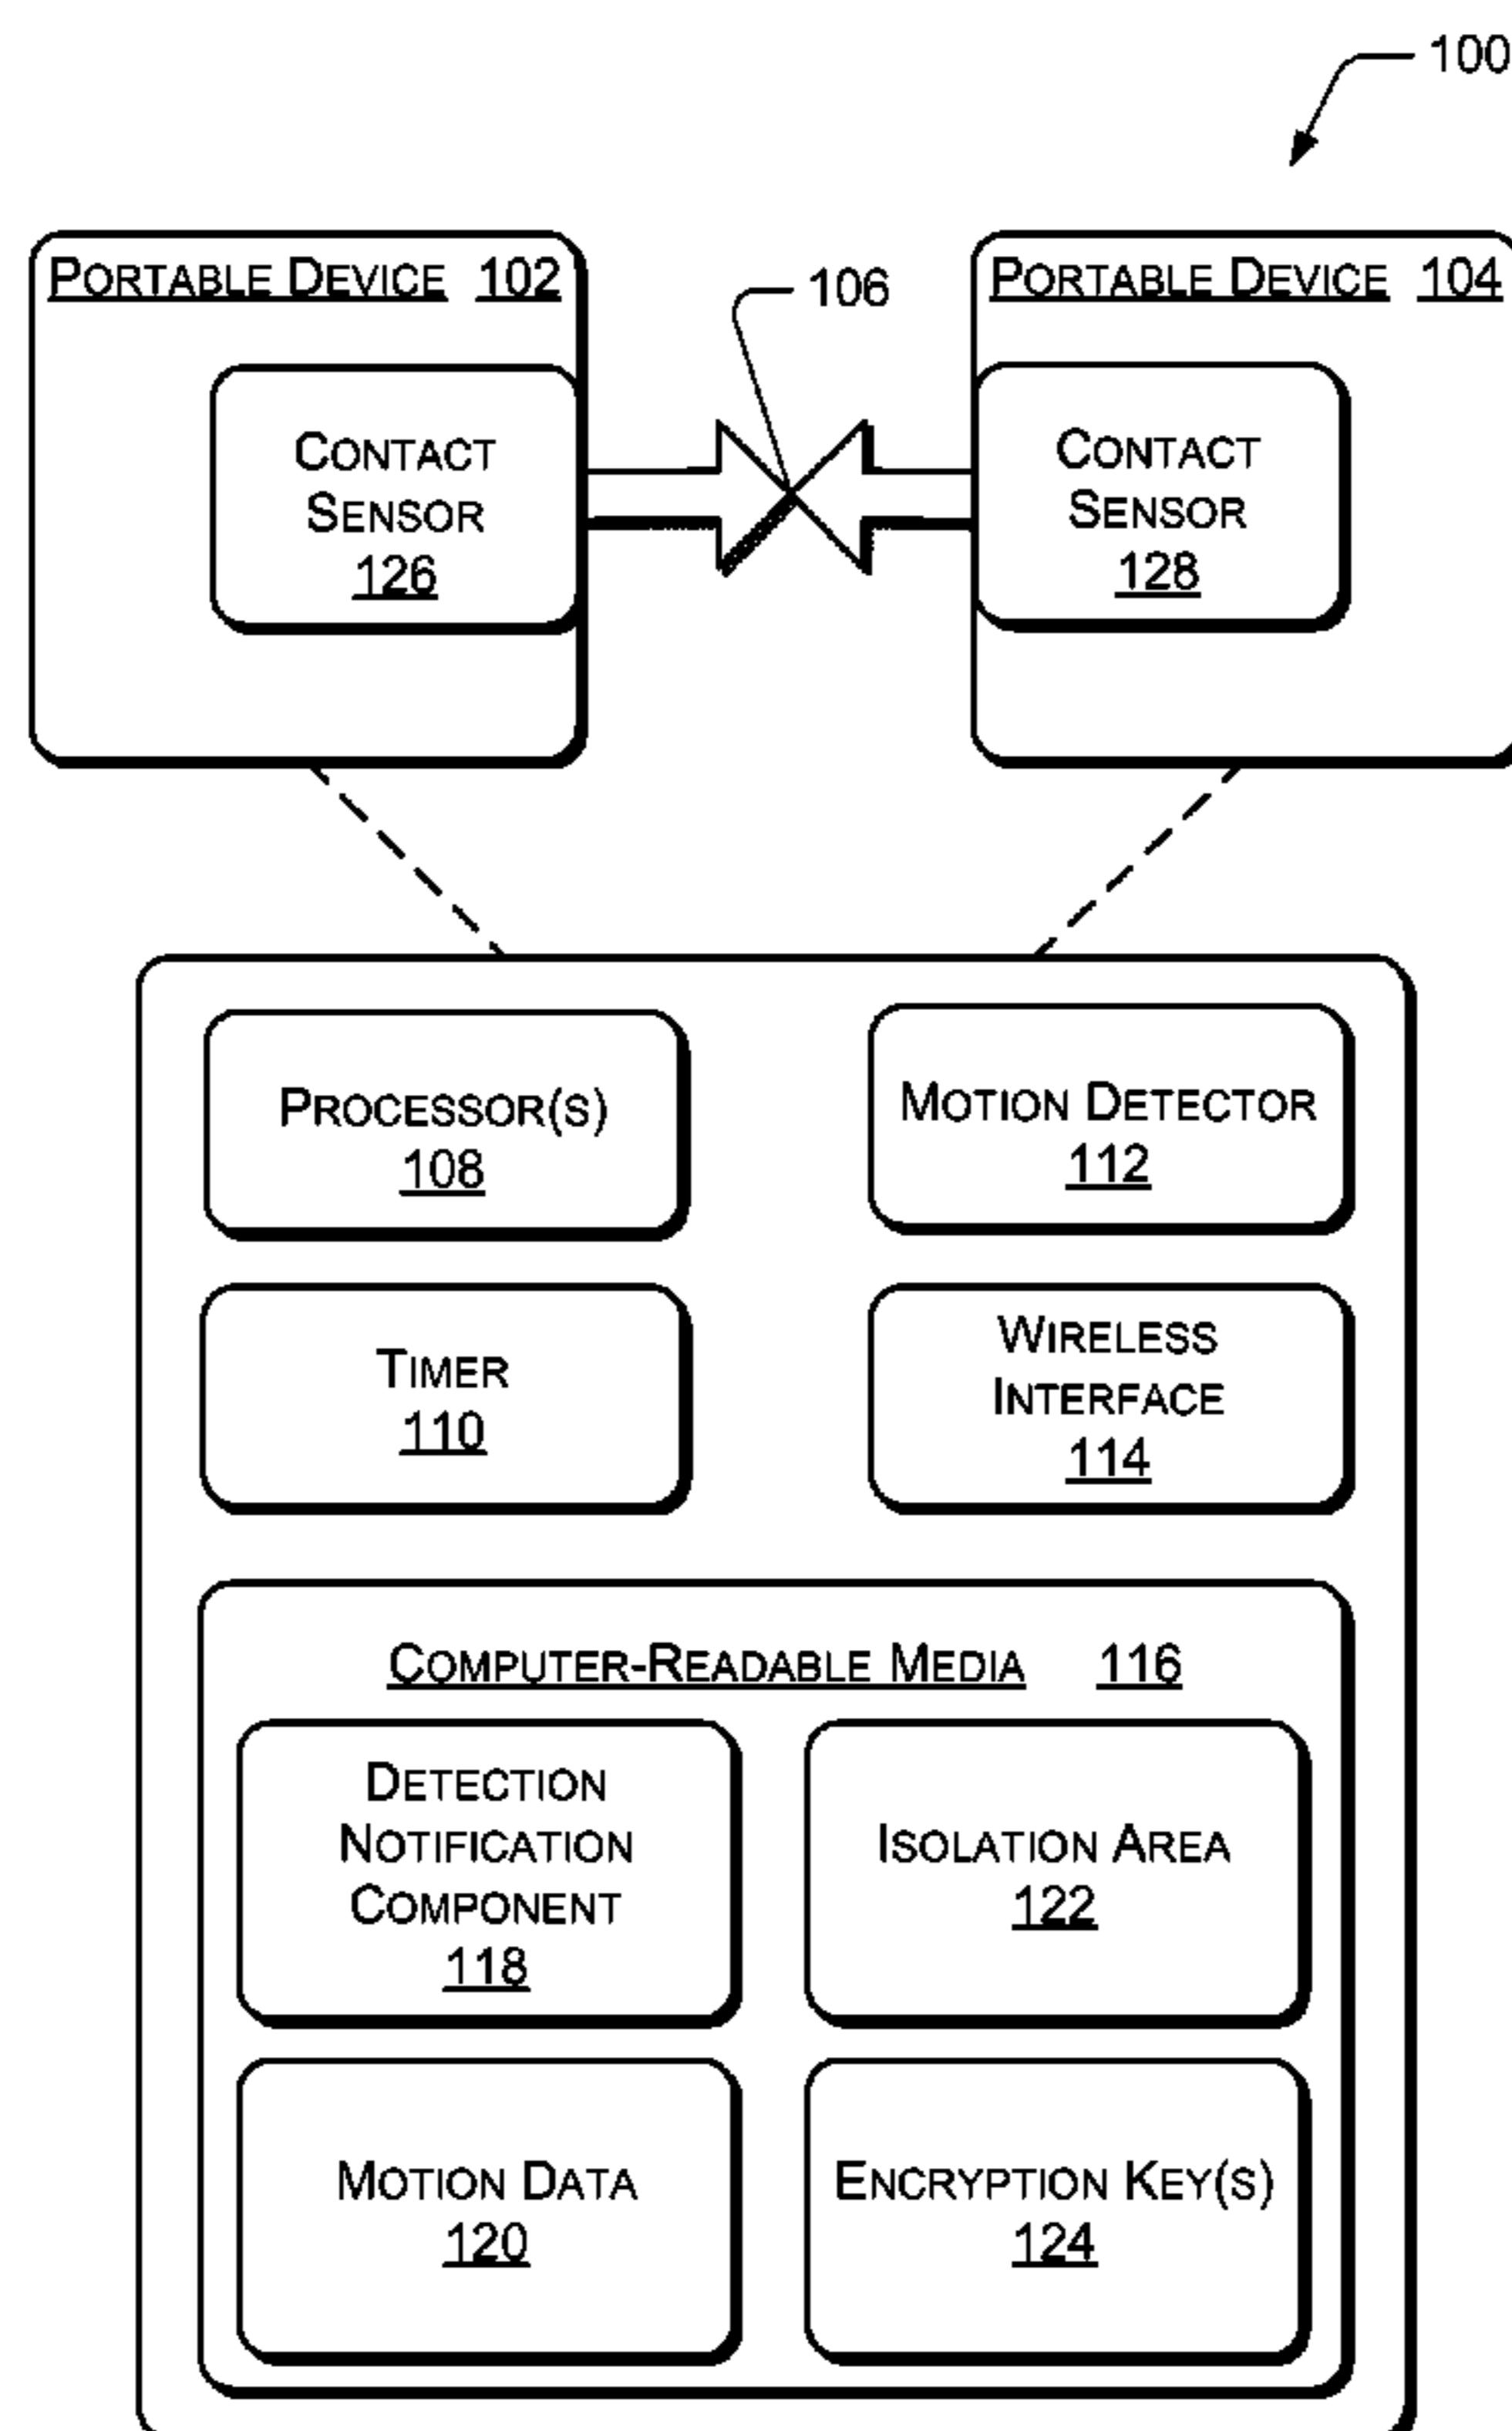 100
PORTABLE DEVICE 102
106
PORTABLE DEVICE 104
CONTACT
SENSOR
126
CONTACT
SENSOR
128
PROCESSOR(S)
108
MOTION DETECTOR
112
TIMER
110
WIRELESS
INTERFACE
114
COMPUTER-READABLE MEDIA 116
DETECTION
NOTIFICATION
COMPONENT
118
ISOLATION AREA
122
MOTION DATA
120
ENCRYPTION KEY(S)
124